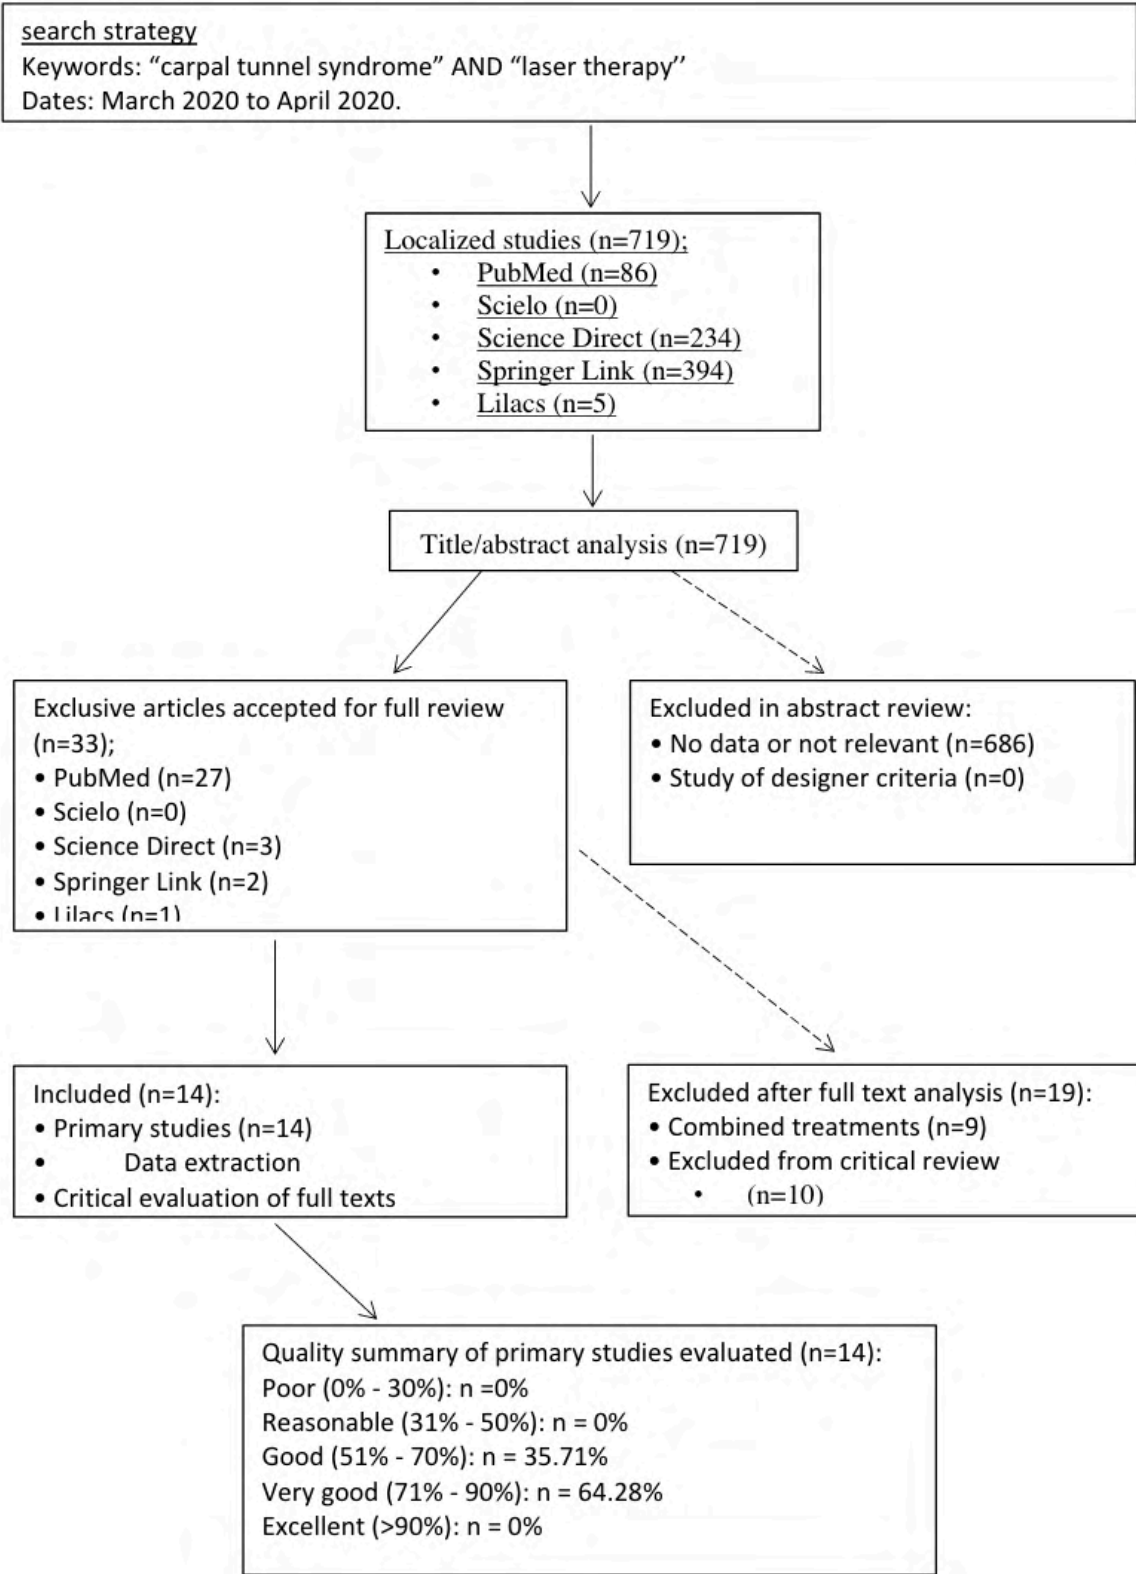 search strategy
Keywords: “carpal tunnel syndrome” AND “laser therapy’’
Dates: March 2020 to April 2020.
Localized studies (n=719);
• PubMed (n=86)
• Scielo (n=0)
• Science Direct (n=234)
• Springer Link (n=394)
• Lilacs (n=5)
Title/abstract analysis (n=719)
Exclusive articles accepted for full review
(n=33);
• PubMed (n=27)
• Scielo (n=0)
• Science Direct (n=3)
• Springer Link (n=2)
• Lilacs (n=1)
Excluded in abstract review:
• No data or not relevant (n=686)
• Study of designer criteria (n=0)
Included (n=14):
• Primary studies (n=14)
• Data extraction
• Critical evaluation of full texts
Excluded after full text analysis (n=19):
• Combined treatments (n=9)
• Excluded from critical review
• (n=10)
Quality summary of primary studies evaluated (n=14):
Poor (0% - 30%): n =0%
Reasonable (31% - 50%): n = 0%
Good (51% - 70%): n = 35.71%
Very good (71% - 90%): n = 64.28%
Excellent (>90%): n = 0%